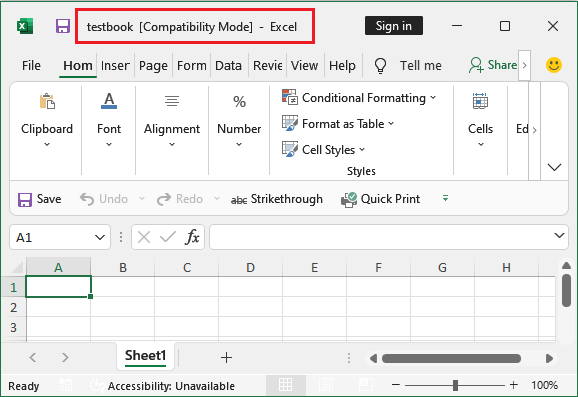 testbook [Compatibility Mode] - Excel Sign in
File Hom Inser Page Form Data Revie View Help Tell me Share
Clipboard Font Alignment Number Conditional Formatting Format as Table Cell Styles Cells Ed
Styles
Save Undo Redo abc Strikethrough Quick Print
A1 fx
A B C D E F G H
1
2
3
Sheet1
Ready Accessibility: Unavailable 100%